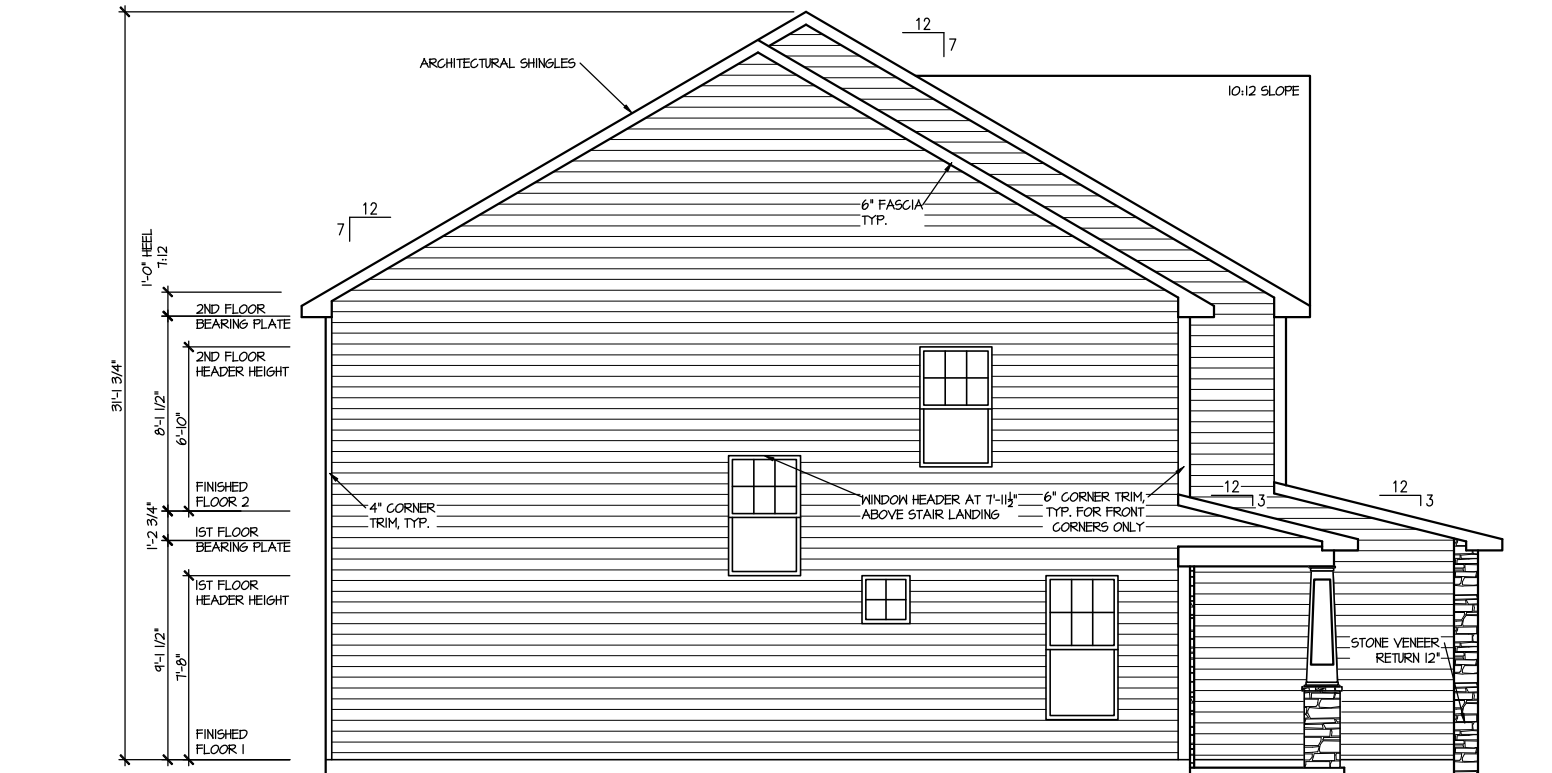 12
7
ARCHITECTURAL SHINGLES
10:12 SLOPE
6" FASCIA
TYP.
12
7
1'-0" HEEL
7:12
2ND FLOOR
BEARING PLATE
2ND FLOOR
HEADER HEIGHT
31'-1 3/4"
8'-1 1/2"
6'-10"
FINISHED
FLOOR 2
4" CORNER
TRIM, TYP.
WINDOW HEADER AT 7'-11½"
ABOVE STAIR LANDING
6" CORNER TRIM,
TYP. FOR FRONT
CORNERS ONLY
12
3
12
3
1'-2 3/4"
1ST FLOOR
BEARING PLATE
1ST FLOOR
HEADER HEIGHT
9'-1 1/2"
7'-8"
STONE VENEER
RETURN 12"
FINISHED
FLOOR 1